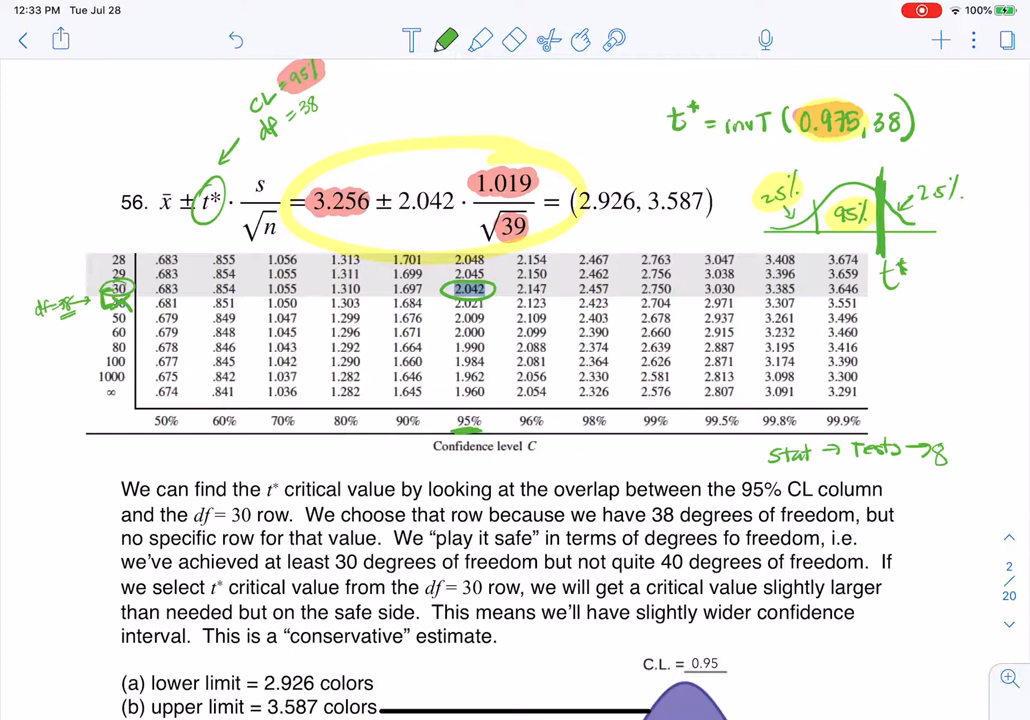 12:33 PM Tue Jul 28
100%
CL = 95%
df = 38
t* = invT (0.975, 38)
56. x̄ ± t* · s/√n = 3.256 ± 2.042 · 1.019/√39 = (2.926, 3.587)
25%
95%
25%
t*
28 .683 .855 1.056 1.313 1.701 2.048 2.154 2.467 2.763 3.047 3.408 3.674
29 .683 .854 1.055 1.311 1.699 2.045 2.150 2.462 2.756 3.038 3.396 3.659
30 .683 .854 1.055 1.310 1.697 2.042 2.147 2.457 2.750 3.030 3.385 3.646
df=38 → .681 .851 1.050 1.303 1.684 2.021 2.123 2.423 2.704 2.971 3.307 3.551
50 .679 .849 1.047 1.299 1.676 2.009 2.109 2.403 2.678 2.937 3.261 3.496
60 .679 .848 1.045 1.296 1.671 2.000 2.099 2.390 2.660 2.915 3.232 3.460
80 .678 .846 1.043 1.292 1.664 1.990 2.088 2.374 2.639 2.887 3.195 3.416
100 .677 .845 1.042 1.290 1.660 1.984 2.081 2.364 2.626 2.871 3.174 3.390
1000 .675 .842 1.037 1.282 1.646 1.962 2.056 2.330 2.581 2.813 3.098 3.300
∞ .674 .841 1.036 1.282 1.645 1.960 2.054 2.326 2.576 2.807 3.091 3.291
50% 60% 70% 80% 90% 95% 96% 98% 99% 99.5% 99.8% 99.9%
Confidence level C
Stat → Tests → 8
We can find the t* critical value by looking at the overlap between the 95% CL column
and the df = 30 row. We choose that row because we have 38 degrees of freedom, but
no specific row for that value. We “play it safe” in terms of degrees fo freedom, i.e.
we’ve achieved at least 30 degrees of freedom but not quite 40 degrees of freedom. If
we select t* critical value from the df = 30 row, we will get a critical value slightly larger
than needed but on the safe side. This means we’ll have slightly wider confidence
interval. This is a “conservative” estimate.
2
/
20
C.L. = 0.95
(a) lower limit = 2.926 colors
(b) upper limit = 3.587 colors